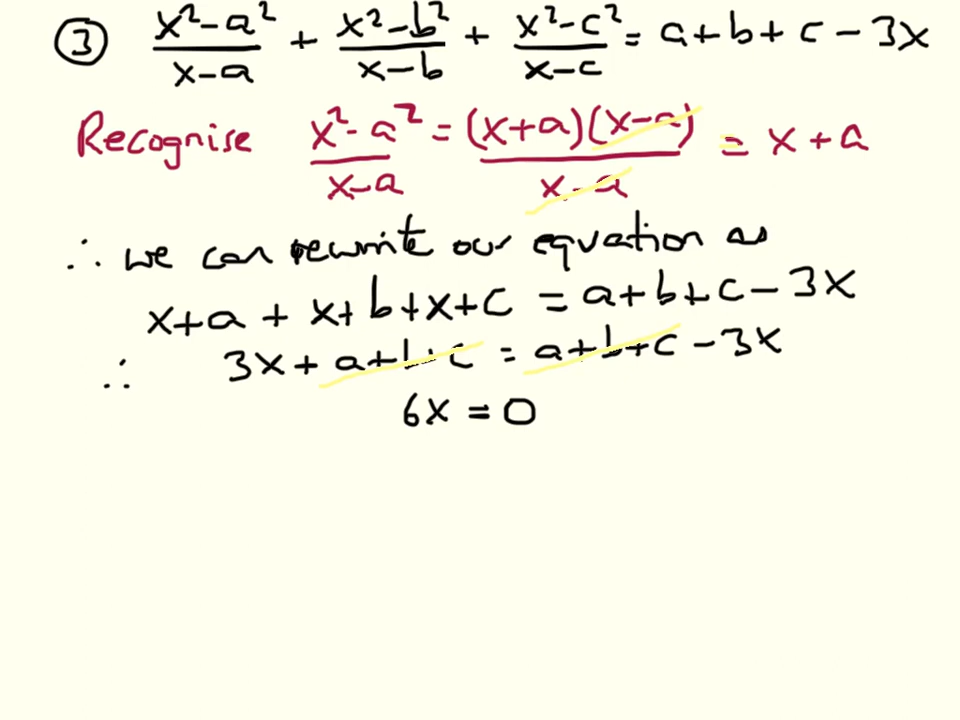 ③ (x²-a²)/(x-a) + (x²-b²)/(x-b) + (x²-c²)/(x-c) = a+b+c-3x
Recognise (x²-a²)/(x-a) = (x+a)(x-a)/(x-a) = x+a
∴ we can rewrite our equation as
x+a + x+b+x+c = a+b+c-3x
∴ 3x+a+b+c = a+b+c-3x
6x = 0